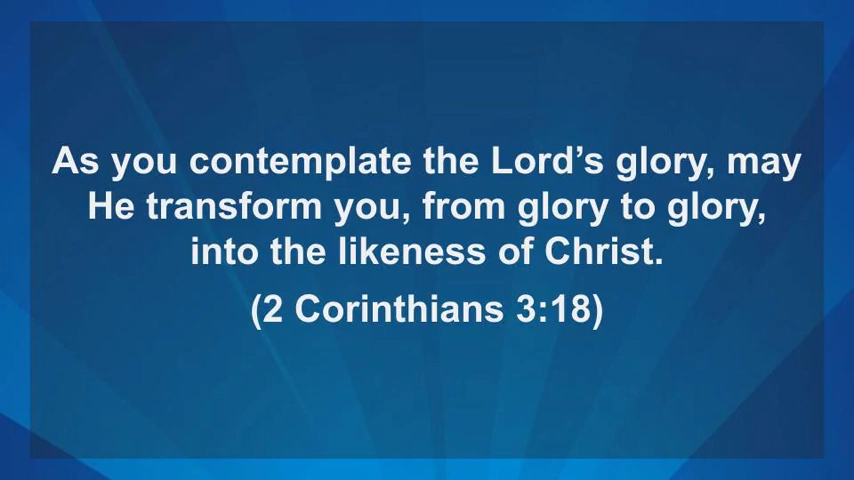 As you contemplate the Lord’s glory, may
He transform you, from glory to glory,
into the likeness of Christ.
(2 Corinthians 3:18)